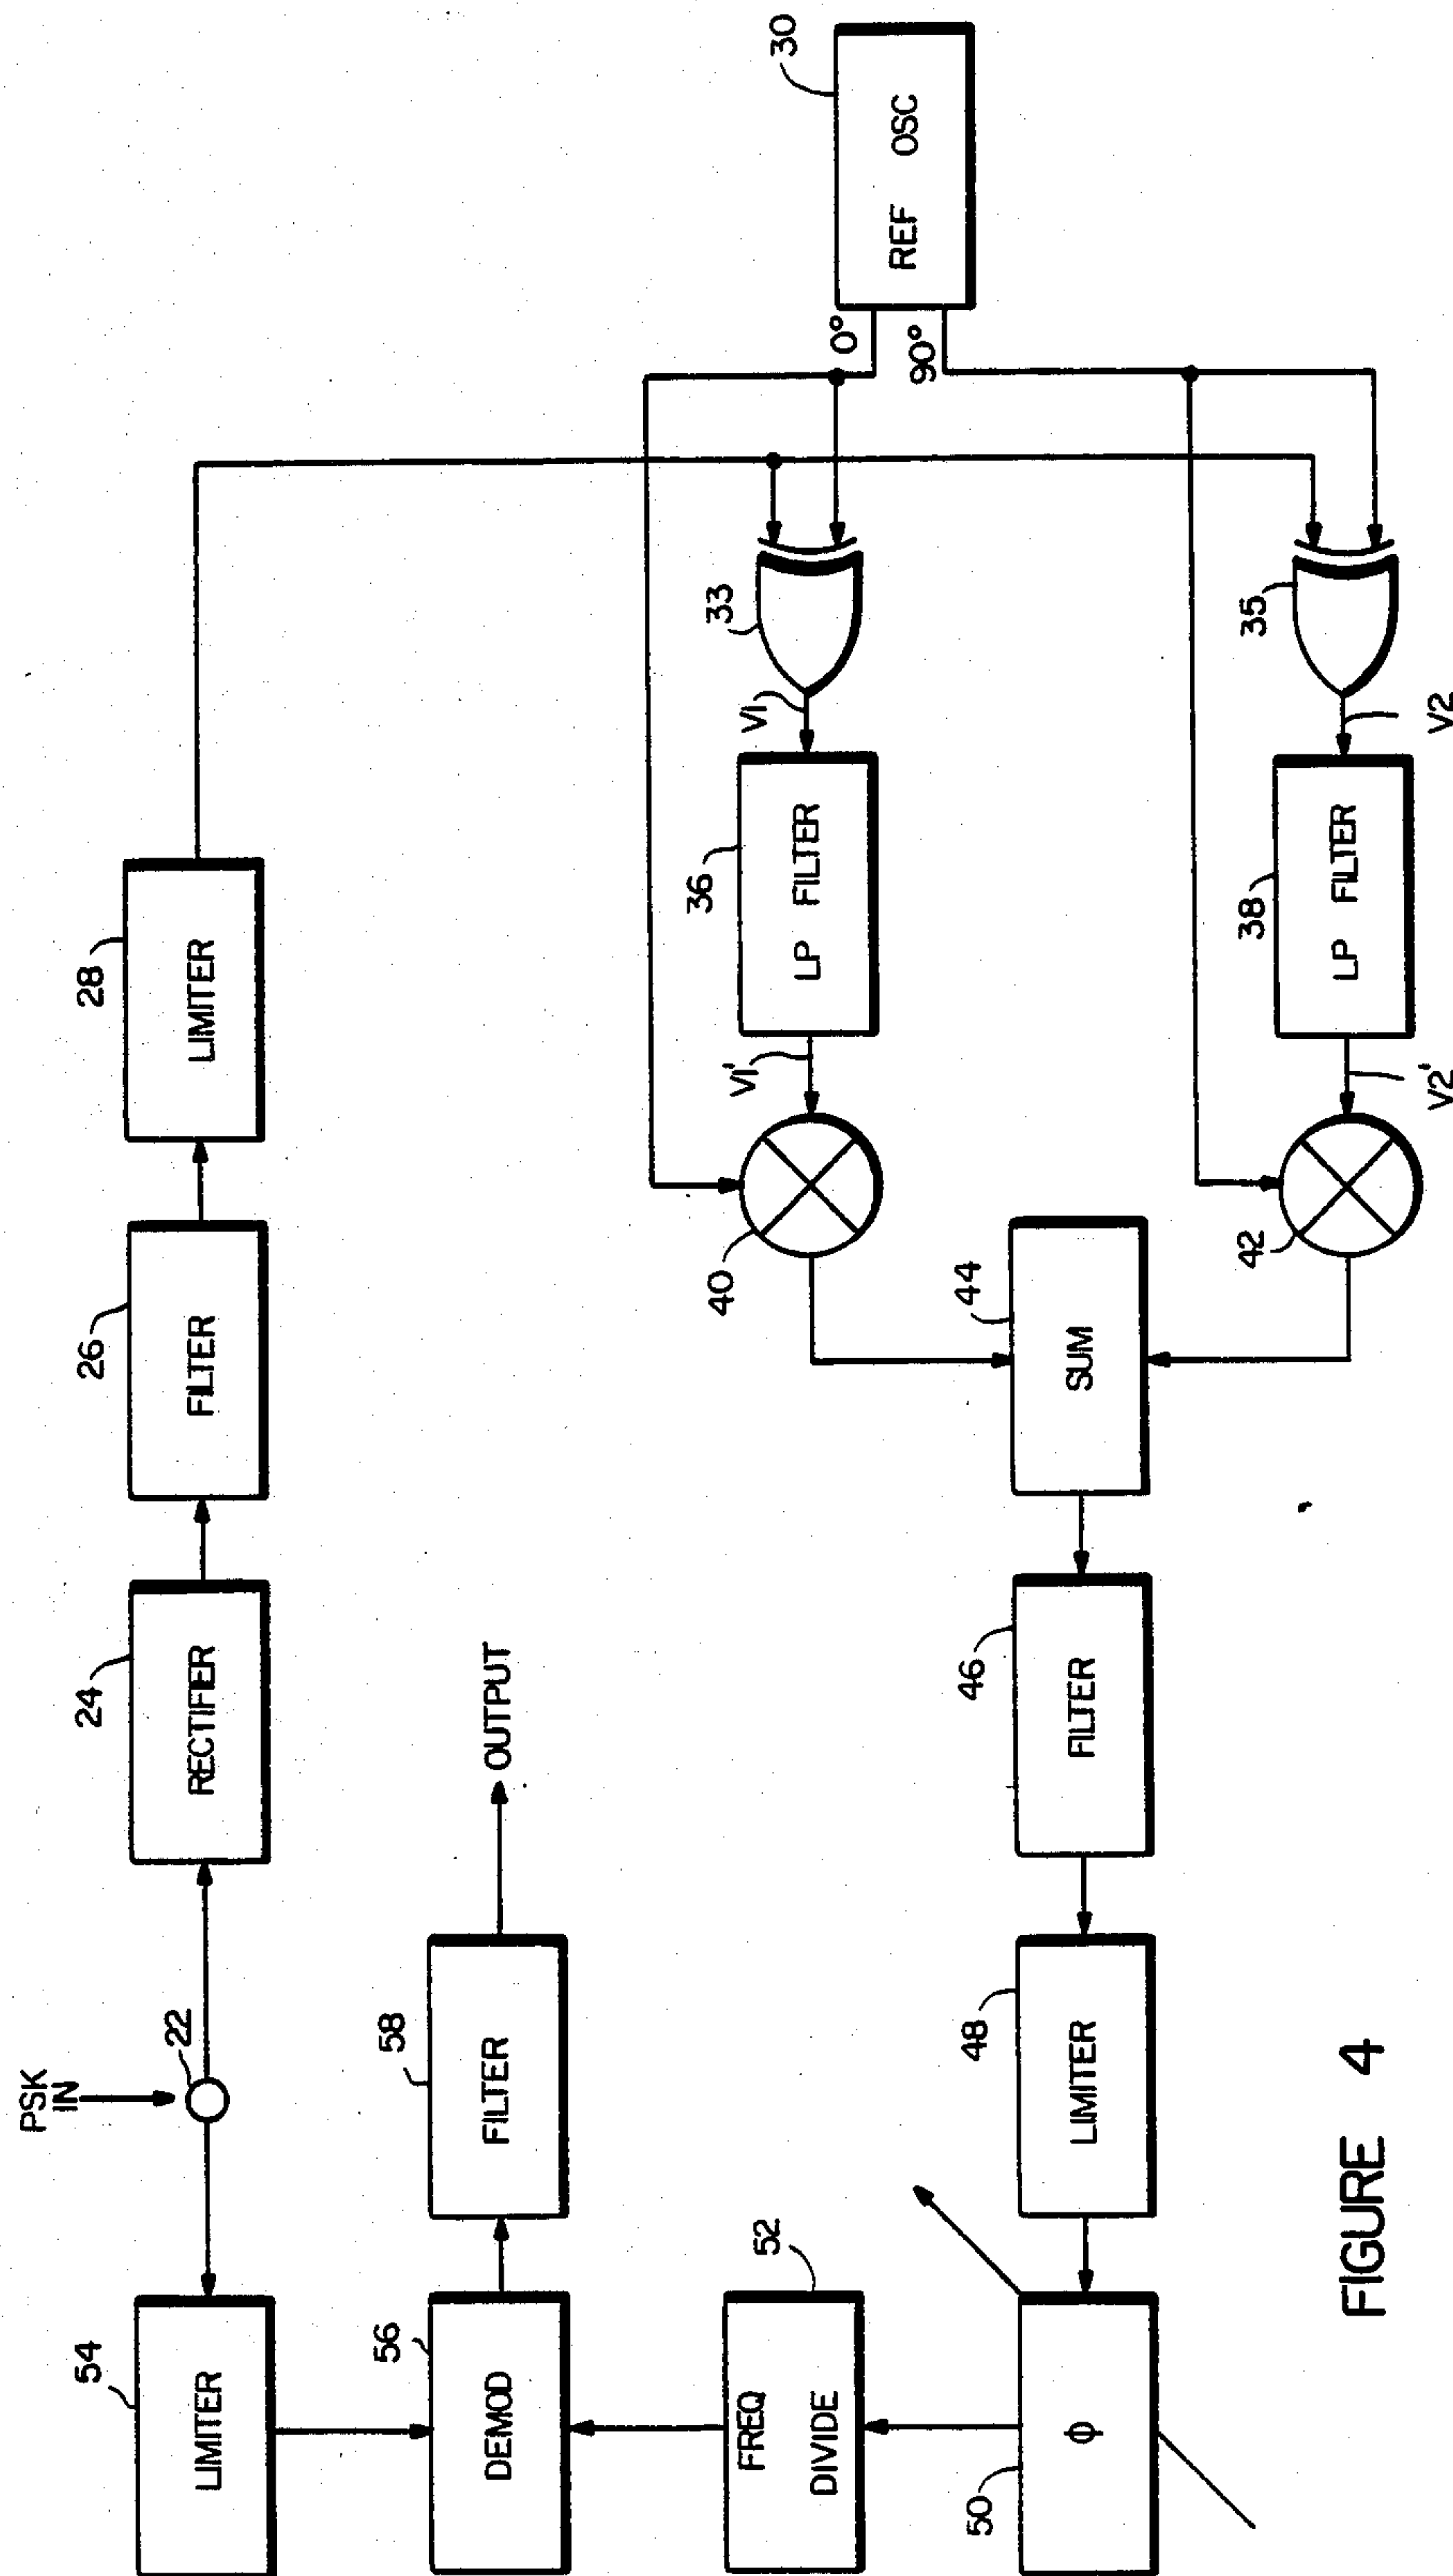 PSK
IN
22
54
LIMITER
24
RECTIFIER
26
FILTER
28
LIMITER
56
DEMOD
58
FILTER
OUTPUT
52
FREQ
DIVIDE
50
ϕ
48
LIMITER
46
FILTER
44
SUM
40
V1'
36
LP FILTER
V1
33
0°
90°
30
REF OSC
42
V2'
38
LP FILTER
V2
35
FIGURE 4